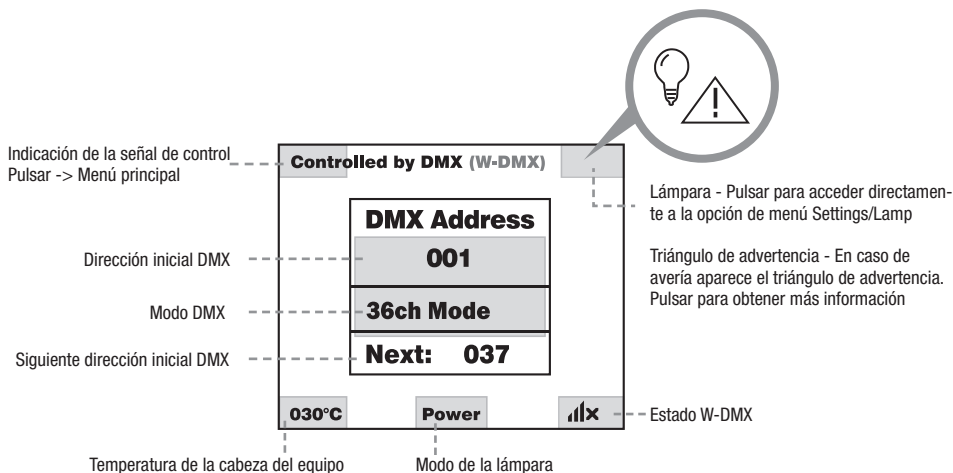 Indicación de la señal de control
Pulsar -> Menú principal
Controlled by DMX (W-DMX)
Lámpara - Pulsar para acceder directamen-
te a la opción de menú Settings/Lamp
Triángulo de advertencia - En caso de
avería aparece el triángulo de advertencia.
Pulsar para obtener más información
DMX Address
Dirección inicial DMX
001
Modo DMX
36ch Mode
Siguiente dirección inicial DMX
Next: 037
030°C
Power
Estado W-DMX
Temperatura de la cabeza del equipo
Modo de la lámpara